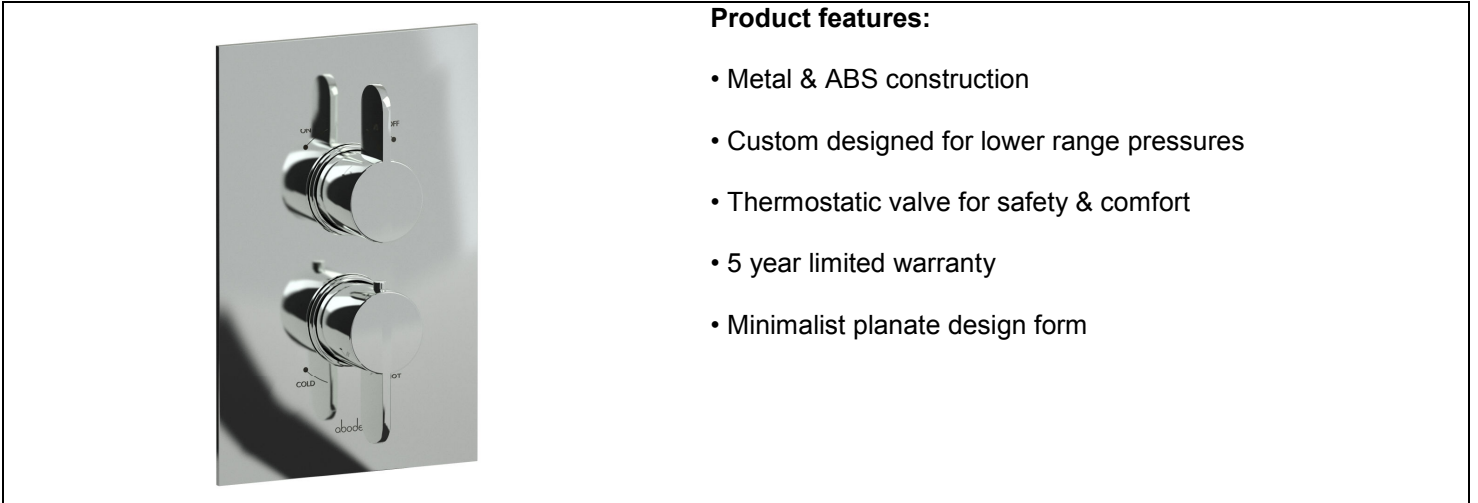 Product features:
• Metal & ABS construction
• Custom designed for lower range pressures
• Thermostatic valve for safety & comfort
• 5 year limited warranty
• Minimalist planate design form
ON
COLD
abode